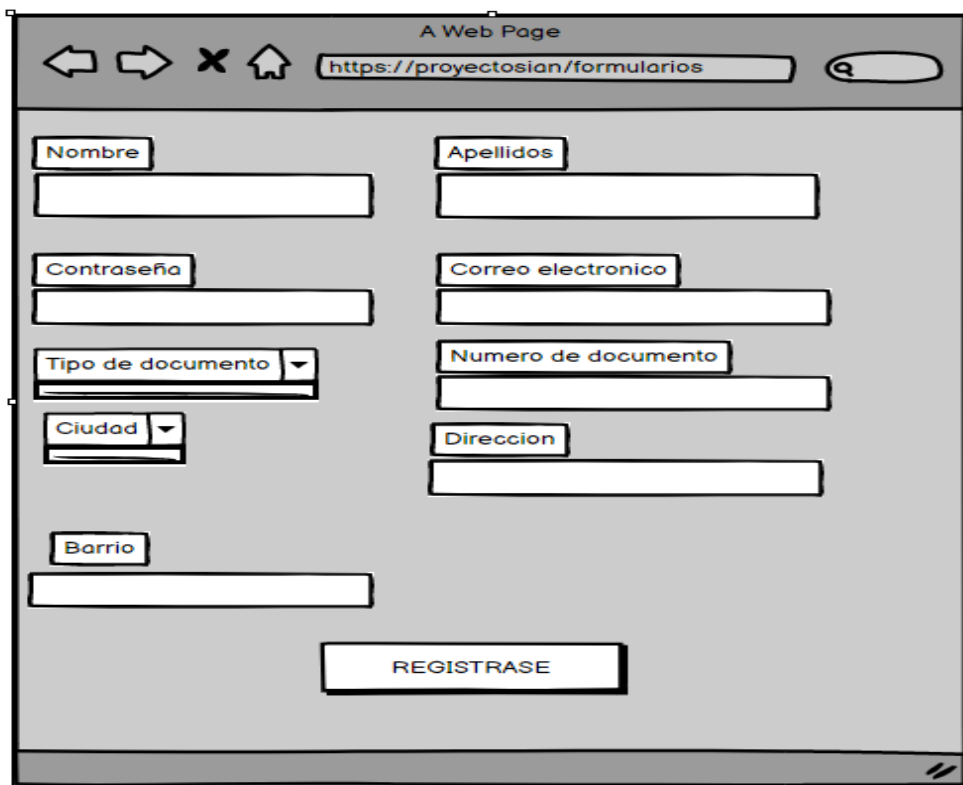 A Web Page
https://proyectosian/formularios
Nombre
Apellidos
Contraseña
Correo electronico
Tipo de documento
Numero de documento
Ciudad
Direccion
Barrio
REGISTRASE